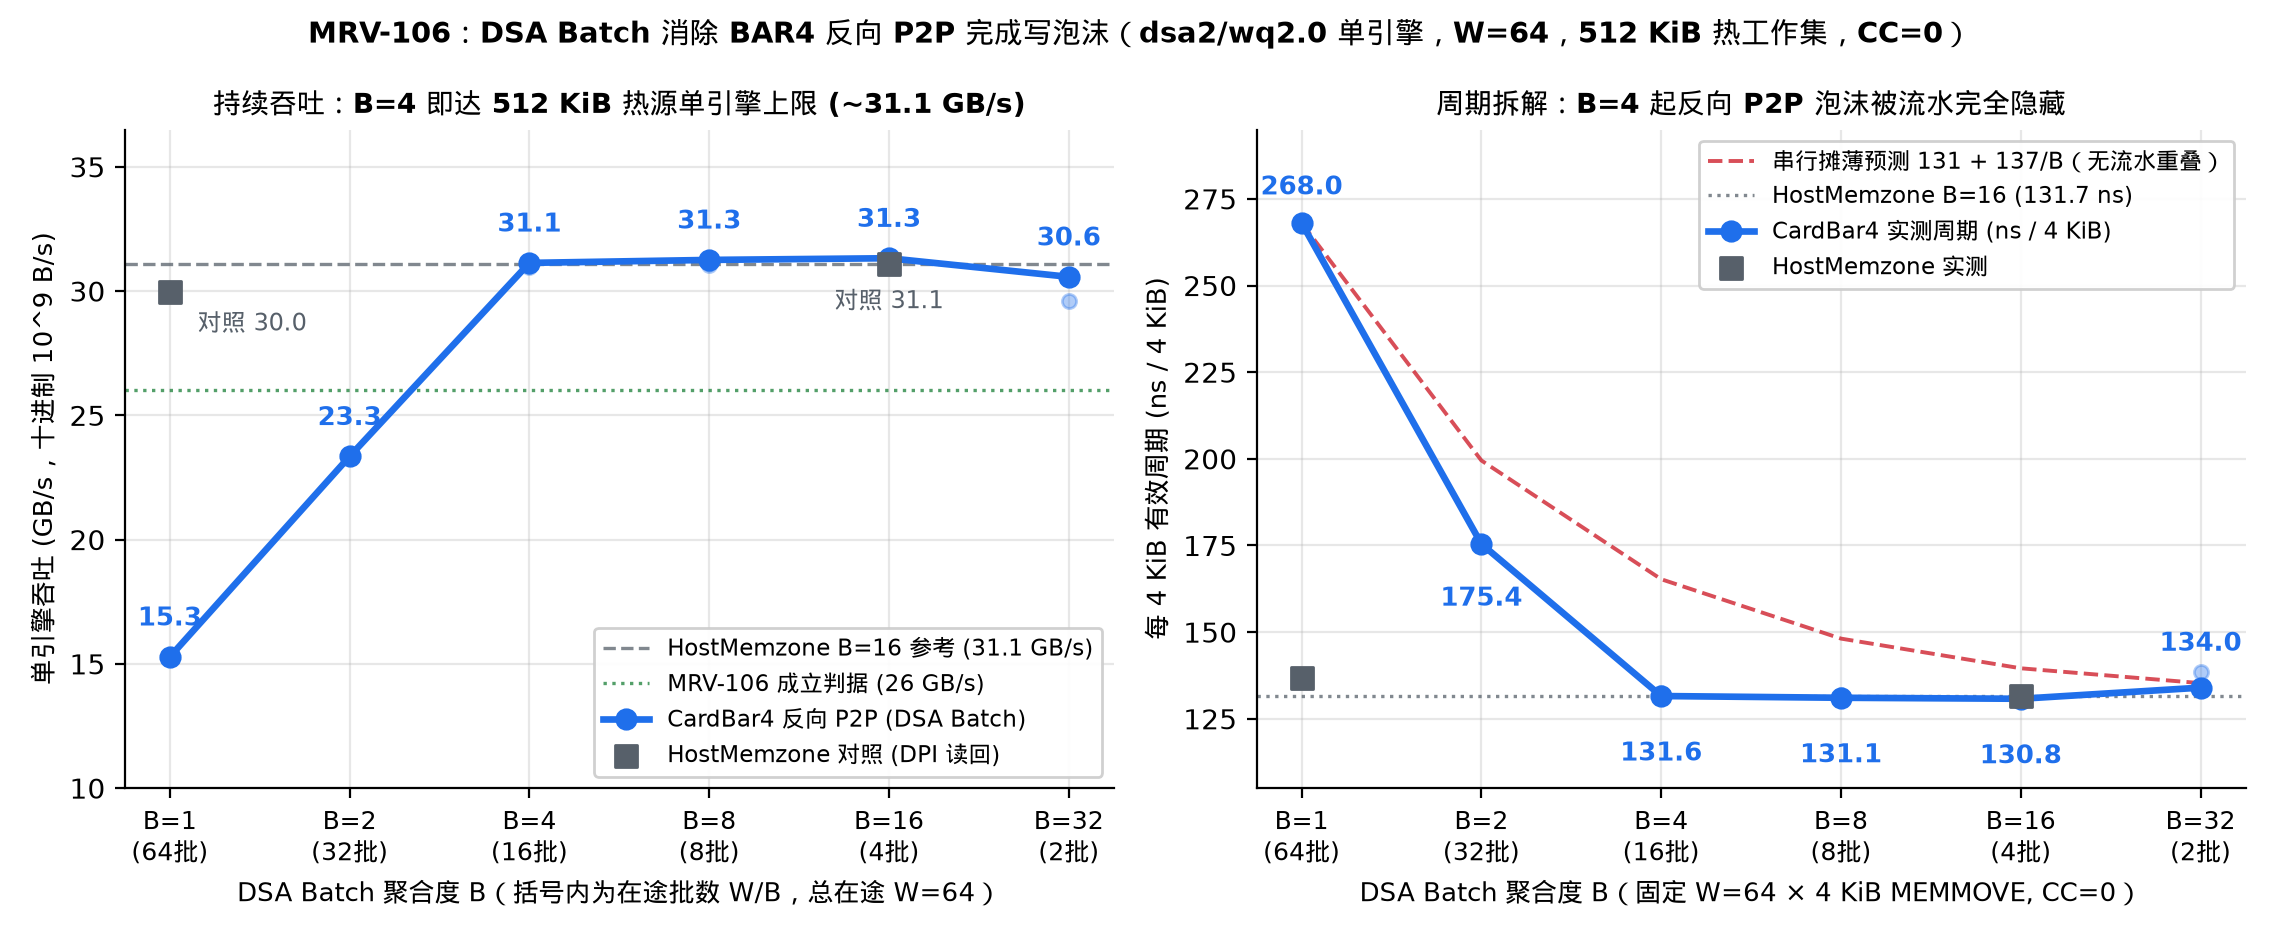 MRV-106：DSA Batch 消除 BAR4 反向 P2P 完成写泡沫（dsa2/wq2.0 单引擎，W=64，512 KiB 热工作集，CC=0）
持续吞吐：B=4 即达 512 KiB 热源单引擎上限 (~31.1 GB/s)
单引擎吞吐 (GB/s，十进制 10^9 B/s)
35
30
25
20
15
10
15.3
23.3
31.1
31.3
31.3
30.6
对照 30.0
对照 31.1
HostMemzone B=16 参考 (31.1 GB/s)
MRV-106 成立判据 (26 GB/s)
CardBar4 反向 P2P (DSA Batch)
HostMemzone 对照 (DPI 读回)
B=1
(64批)
B=2
(32批)
B=4
(16批)
B=8
(8批)
B=16
(4批)
B=32
(2批)
DSA Batch 聚合度 B（括号内为在途批数 W/B，总在途 W=64）
周期拆解：B=4 起反向 P2P 泡沫被流水完全隐藏
每 4 KiB 有效周期 (ns / 4 KiB)
275
250
225
200
175
150
125
268.0
175.4
131.6
131.1
130.8
134.0
串行摊薄预测 131 + 137/B（无流水重叠）
HostMemzone B=16 (131.7 ns)
CardBar4 实测周期 (ns / 4 KiB)
HostMemzone 实测
B=1
(64批)
B=2
(32批)
B=4
(16批)
B=8
(8批)
B=16
(4批)
B=32
(2批)
DSA Batch 聚合度 B（固定 W=64 × 4 KiB MEMMOVE, CC=0）